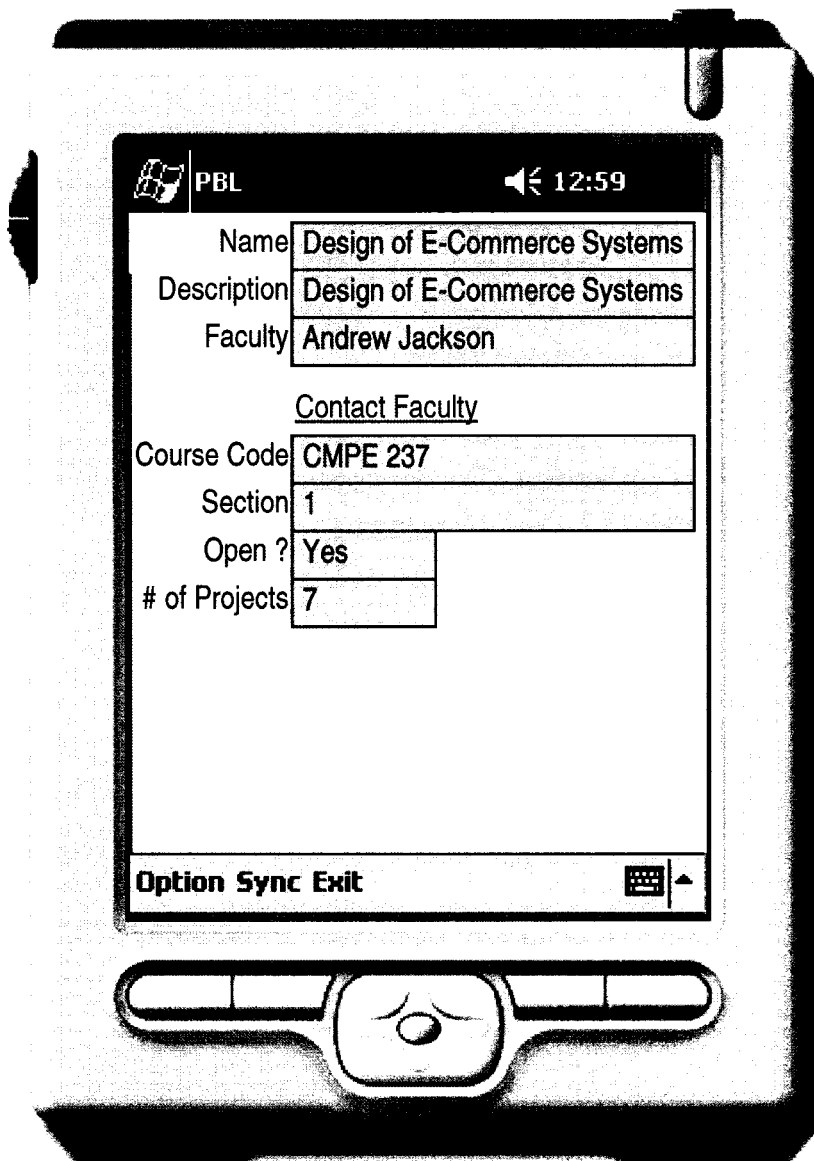 PBL 12:59
Name Design of E-Commerce Systems
Description Design of E-Commerce Systems
Faculty Andrew Jackson
Contact Faculty
Course Code CMPE 237
Section 1
Open ? Yes
# of Projects 7
Option Sync Exit